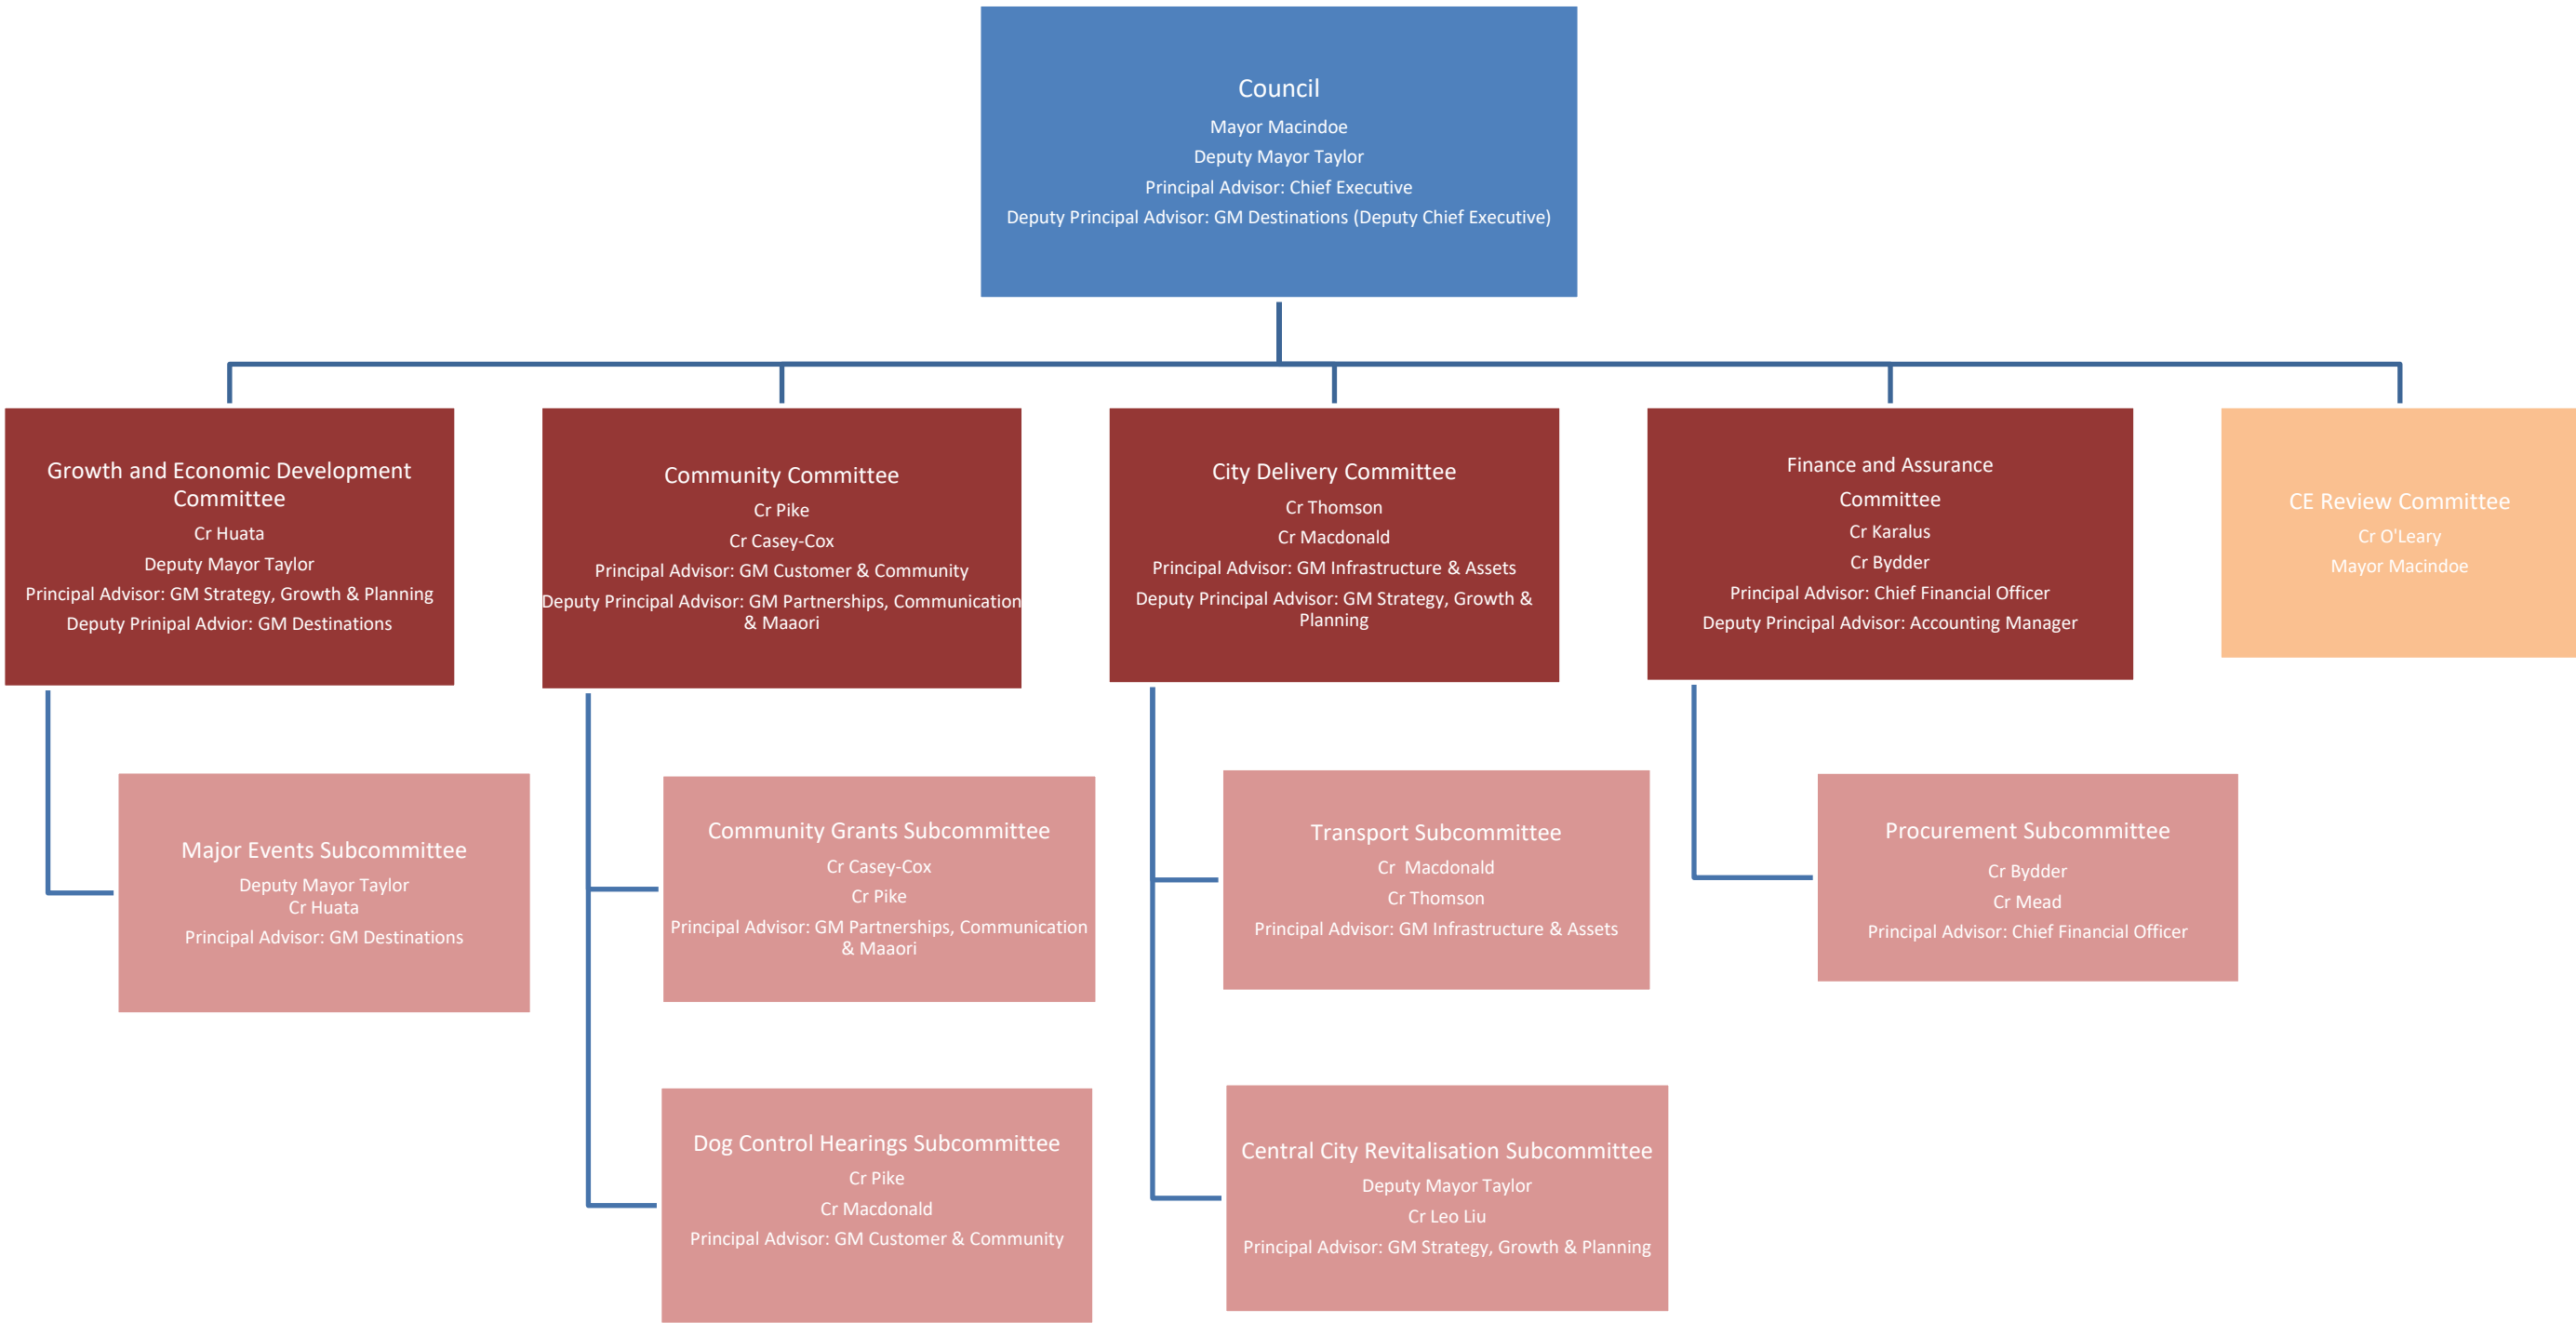 Council
Mayor Macindoe
Deputy Mayor Taylor
Principal Advisor: Chief Executive
Deputy Principal Advisor: GM Destinations (Deputy Chief Executive)
Growth and Economic Development
Committee
Cr Huata
Deputy Mayor Taylor
Principal Advisor: GM Strategy, Growth & Planning
Deputy Prinipal Advior: GM Destinations
Community Committee
Cr Pike
Cr Casey-Cox
Principal Advisor: GM Customer & Community
Deputy Principal Advisor: GM Partnerships, Communication
& Maaori
City Delivery Committee
Cr Thomson
Cr Macdonald
Principal Advisor: GM Infrastructure & Assets
Deputy Principal Advisor: GM Strategy, Growth &
Planning
Finance and Assurance
Committee
Cr Karalus
Cr Bydder
Principal Advisor: Chief Financial Officer
Deputy Principal Advisor: Accounting Manager
CE Review Committee
Cr O'Leary
Mayor Macindoe
Major Events Subcommittee
Deputy Mayor Taylor
Cr Huata
Principal Advisor: GM Destinations
Community Grants Subcommittee
Cr Casey-Cox
Cr Pike
Principal Advisor: GM Partnerships, Communication
& Maaori
Transport Subcommittee
Cr Macdonald
Cr Thomson
Principal Advisor: GM Infrastructure & Assets
Procurement Subcommittee
Cr Bydder
Cr Mead
Principal Advisor: Chief Financial Officer
Dog Control Hearings Subcommittee
Cr Pike
Cr Macdonald
Principal Advisor: GM Customer & Community
Central City Revitalisation Subcommittee
Deputy Mayor Taylor
Cr Leo Liu
Principal Advisor: GM Strategy, Growth & Planning